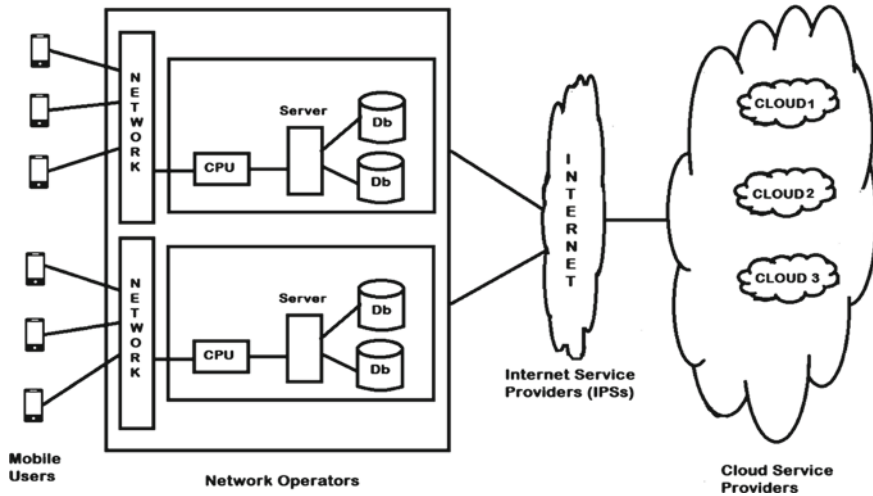 NETWORK
Server
Db
CPU
Db
NETWORK
Server
Db
CPU
Db
INTERNET
CLOUD1
CLOUD2
CLOUD 3
Mobile
Users
Network Operators
Internet Service
Providers (IPSs)
Cloud Service
Providers